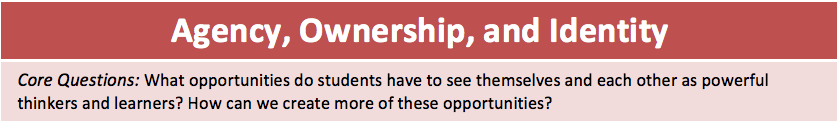 Agency, Ownership, and Identity
Core Questions: What opportunities do students have to see themselves and each other as powerful
thinkers and learners? How can we create more of these opportunities?